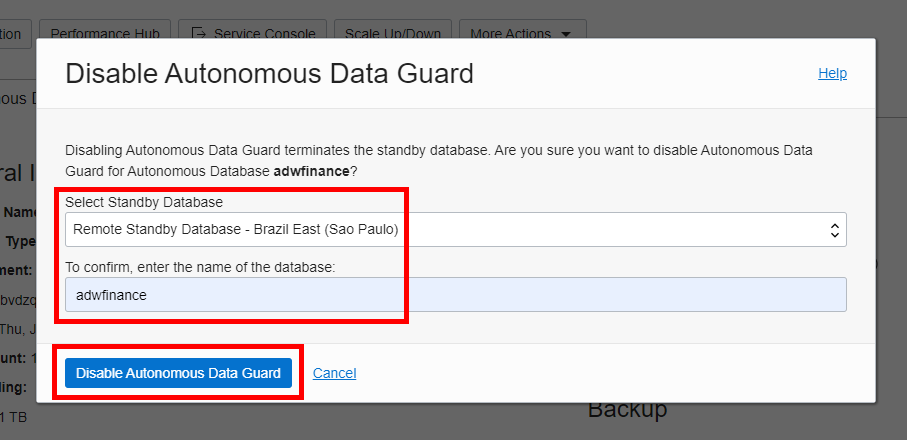 tion Performance Hub Service Console Scale Up/Down More Actions
Disable Autonomous Data Guard
Help
ous D
Disabling Autonomous Data Guard terminates the standby database. Are you sure you want to disable Autonomous Data
Guard for Autonomous Database adwfinance?
ral I
Select Standby Database
Name
Remote Standby Database - Brazil East (Sao Paulo)
Type
To confirm, enter the name of the database:
ment:
adwfinance
bvdzq
Thu, J
unt: 1
Disable Autonomous Data Guard Cancel
ling:
1 TB
Backup